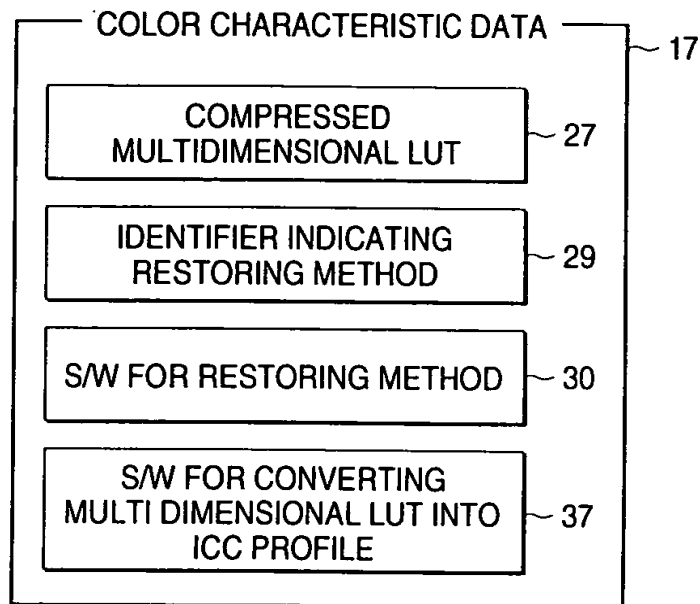 COLOR CHARACTERISTIC DATA
17
COMPRESSED
MULTIDIMENSIONAL LUT
27
IDENTIFIER INDICATING
RESTORING METHOD
29
S/W FOR RESTORING METHOD
30
S/W FOR CONVERTING
MULTI DIMENSIONAL LUT INTO
ICC PROFILE
37